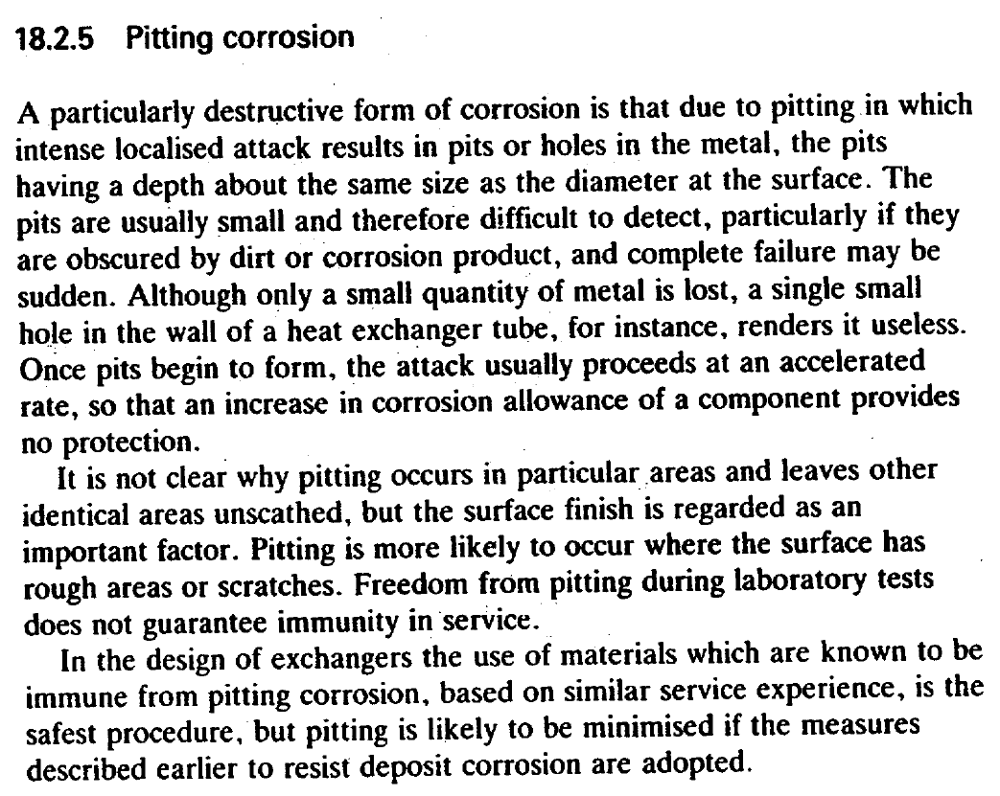 18.2.5 Pitting corrosion
A particularly destructive form of corrosion is that due to pitting in which
intense localised attack results in pits or holes in the metal, the pits
having a depth about the same size as the diameter at the surface. The
pits are usually small and therefore difficult to detect, particularly if they
are obscured by dirt or corrosion product, and complete failure may be
sudden. Although only a small quantity of metal is lost, a single small
hole in the wall of a heat exchanger tube, for instance, renders it useless.
Once pits begin to form, the attack usually proceeds at an accelerated
rate, so that an increase in corrosion allowance of a component provides
no protection.
It is not clear why pitting occurs in particular areas and leaves other
identical areas unscathed, but the surface finish is regarded as an
important factor. Pitting is more likely to occur where the surface has
rough areas or scratches. Freedom from pitting during laboratory tests
does not guarantee immunity in service.
In the design of exchangers the use of materials which are known to be
immune from pitting corrosion, based on similar service experience, is the
safest procedure, but pitting is likely to be minimised if the measures
described earlier to resist deposit corrosion are adopted.